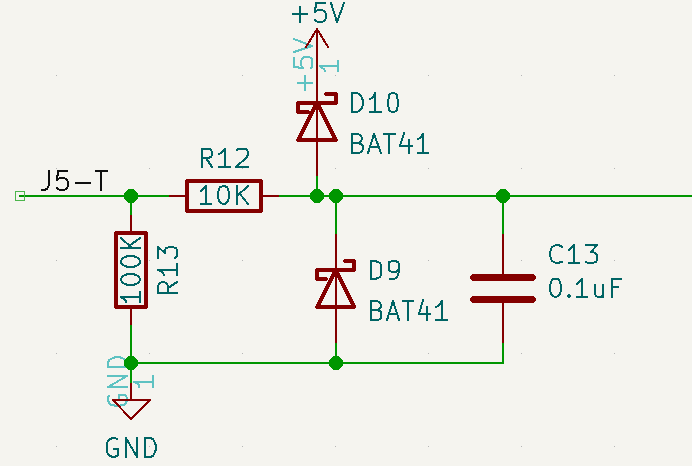 +5V
+5V
1
D10
BAT41
J5-T
R12
10K
100K
R13
D9
BAT41
C13
0.1uF
GND
1
GND